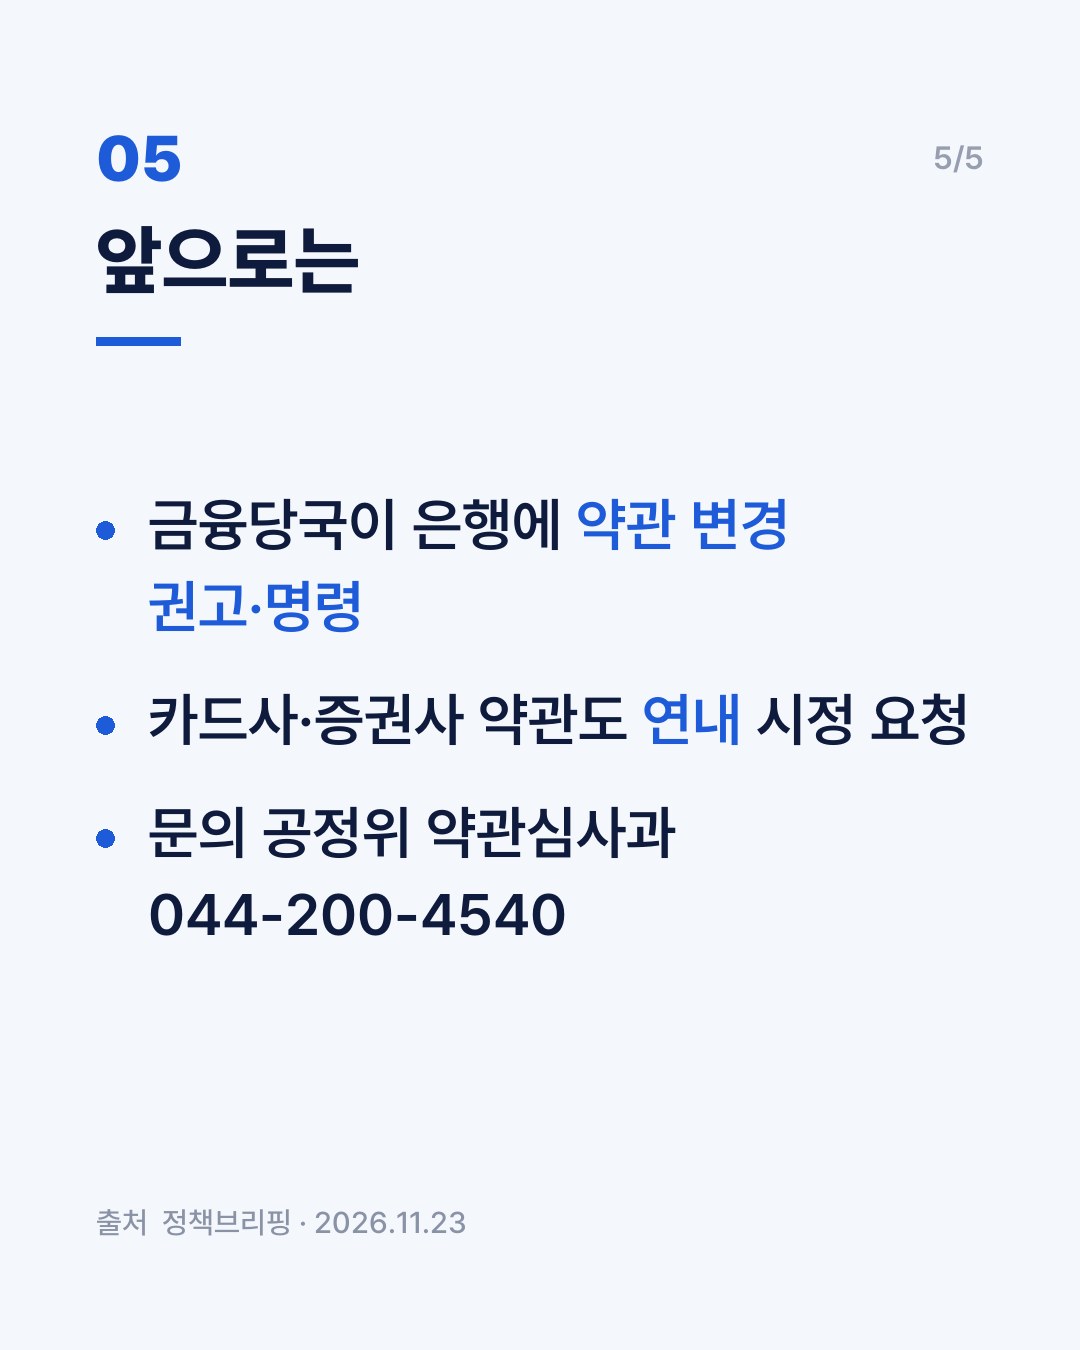 05
5/5
앞으로는
금융당국이 은행에 약관 변경
권고·명령
카드사·증권사 약관도 연내 시정 요청
문의 공정위 약관심사과
044-200-4540
출처 정책브리핑 · 2026.11.23